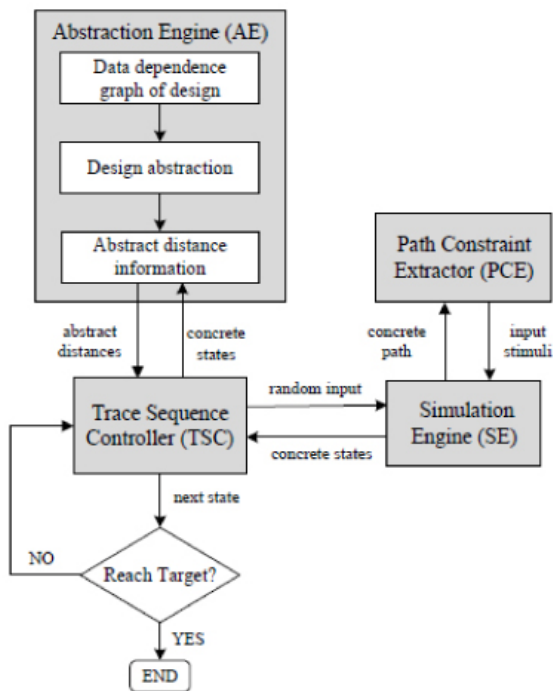 Abstraction Engine (AE)
Data dependence
graph of design
Design abstraction
Abstract distance
information
Path Constraint
Extractor (PCE)
abstract
distances
concrete
states
concrete
path
input
stimuli
Trace Sequence
Controller (TSC)
random input
concrete states
Simulation
Engine (SE)
next state
NO
Reach Target?
YES
END